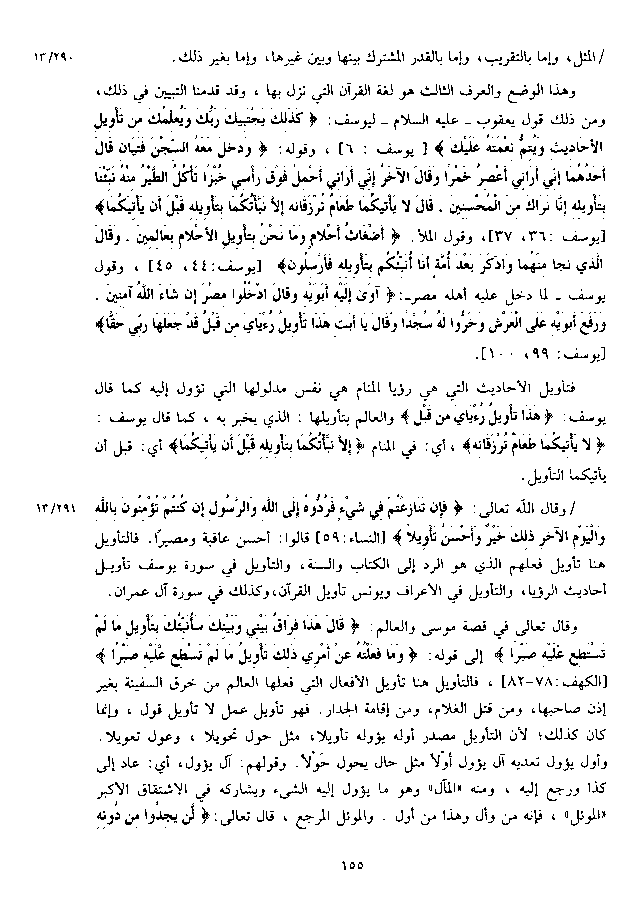 / المثل، وإما بالتقريب، وإما بالقدر المشترك بينها وبين غيرها، وإما بغير ذلك. ١٣/٢٩٠
وهذا الوضع والعرف الثالث هو لغة القرآن التي نزل بها ، وقد قدمنا التبيين في ذلك،
ومن ذلك قول يعقوب ـ عليه السلام ـ ليوسف: ﴿ كَذَلِكَ يَجْتَبِيكَ رَبُّكَ وَيُعَلِّمُكَ مِن تَأْوِيلِ
الأَحَادِيثِ وَيُتِمُّ نِعْمَتَهُ عَلَيْكَ ﴾ [ يوسف : ٦] ، وقوله: ﴿ وَدَخَلَ مَعَهُ السِّجْنَ فَتَيَانِ قَالَ
أَحَدُهُمَا إِنِّي أَرَانِي أَعْصِرُ خَمْرًا وَقَالَ الآخَرُ إِنِّي أَرَانِي أَحْمِلُ فَوْقَ رَأْسِي خُبْزًا تَأْكُلُ الطَّيْرُ مِنْهُ نَبِّئْنَا
بِتَأْوِيلِهِ إِنَّا نَرَاكَ مِنَ الْمُحْسِنِينَ . قَالَ لا يَأْتِيكُمَا طَعَامٌ تُرْزَقَانِهِ إِلاَّ نَبَّأْتُكُمَا بِتَأْوِيلِهِ قَبْلَ أَن يَأْتِيَكُمَا﴾
[يوسف :٣٦، ٣٧]، وقول الملأ. ﴿ أَضْغَاثُ أَحْلامٍ وَمَا نَحْنُ بِتَأْوِيلِ الأَحْلامِ بِعَالِمِينَ . وَقَالَ
الَّذِي نَجَا مِنْهُمَا وَادَّكَرَ بَعْدَ أُمَّةٍ أَنَا أُنَبِّئُكُم بِتَأْوِيلِهِ فَأَرْسِلُونِ﴾ [يوسف:٤٤، ٤٥] ، وقول
يوسف ـ لما دخل عليه أهله مصرـ:﴿ آوَى إِلَيْهِ أَبَوَيْهِ وَقَالَ ادْخُلُوا مِصْرَ إِن شَاءَ اللَّهُ آمِنِينَ .
وَرَفَعَ أَبَوَيْهِ عَلَى الْعَرْشِ وَخَرُّوا لَهُ سُجَّدًا وَقَالَ يَا أَبَتِ هَذَا تَأْوِيلُ رُءْيَايَ مِن قَبْلُ قَدْ جَعَلَهَا رَبِّي حَقًّا﴾
[يوسف: ٩٩، ١٠٠].
فتأويل الأحاديث التي هي رؤيا المنام هي نفس مدلولها التي تؤول إليه كما قال
يوسف: ﴿ هَذَا تَأْوِيلُ رُءْيَايَ مِن قَبْلُ ﴾ والعالم بتأويلها : الذي يخبر به ، كما قال يوسف :
﴿ لا يَأْتِيكُمَا طَعَامٌ تُرْزَقَانِهِ﴾ ، أي: في المنام ﴿ إِلاَّ نَبَّأْتُكُمَا بِتَأْوِيلِهِ قَبْلَ أَن يَأْتِيَكُمَا﴾ أي: قبل أن
يأتيكما التأويل.
/ وقال الله تعالى: ﴿ فَإِن تَنَازَعْتُمْ فِي شَيْءٍ فَرُدُّوهُ إِلَى اللَّهِ وَالرَّسُولِ إِن كُنتُمْ تُؤْمِنُونَ بِاللَّهِ ١٣/٢٩١
وَالْيَوْمِ الآخِرِ ذَلِكَ خَيْرٌ وَأَحْسَنُ تَأْوِيلاً ﴾ [النساء:٥٩] قالوا: أحسن عاقبة ومصيرًا. فالتأويل
هنا تأويل فعلهم الذي هو الرد إلى الكتاب والسنة، والتأويل في سورة يوسف تأويل
أحاديث الرؤيا، والتأويل في الأعراف ويونس تأويل القرآن،وكذلك في سورة آل عمران.
وقال تعالى في قصة موسى والعالم: ﴿ قَالَ هَذَا فِرَاقُ بَيْنِي وَبَيْنِكَ سَأُنَبِّئُكَ بِتَأْوِيلِ مَا لَمْ
تَسْتَطِع عَّلَيْهِ صَبْرًا ﴾ إلى قوله: ﴿ وَمَا فَعَلْتُهُ عَنْ أَمْرِي ذَلِكَ تَأْوِيلُ مَا لَمْ تَسْطِع عَّلَيْهِ صَبْرًا ﴾
[الكهف:٧٨-٨٢] ، فالتأويل هنا تأويل الأفعال التي فعلها العالم من خرق السفينة بغير
إذن صاحبها، ومن قتل الغلام، ومن إقامة الجدار. فهو تأويل عمل لا تأويل قول ، وإنما
كان كذلك؛ لأن التأويل مصدر أوله يؤوله تأويلا، مثل حول تحويلا ، وعول تعويلا.
وأول يؤول تعديه آل يؤول أولًا مثل حال يحول حَوْلاً. وقولهم: آل يؤول، أي: عاد إلى
كذا ورجع إليه ، ومنه «المآل» وهو ما يؤول إليه الشيء ويشاركه في الاشتقاق الأكبر
«الموئل» ، فإنه من وأل وهذا من أول . والموئل المرجع ، قال تعالى:﴿ لَّن يَجِدُوا مِن دُونِهِ
١٥٥